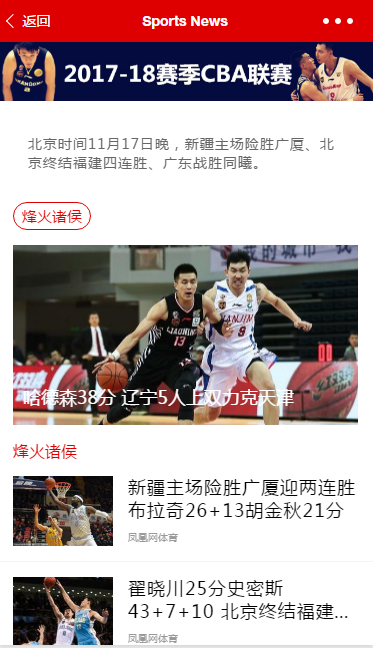 返回
Sports News
2017-18赛季CBA联赛
北京时间11月17日晚，新疆主场险胜广厦、北
京终结福建四连胜、广东战胜同曦。
烽火诸侯
LIAONING
13
TIANJIN
9
哈德森38分 辽宁5人上双力克天津
烽火诸侯
新疆主场险胜广厦迎两连胜
布拉奇26+13胡金秋21分
凤凰网体育
翟晓川25分史密斯
43+7+10 北京终结福建...
凤凰网体育